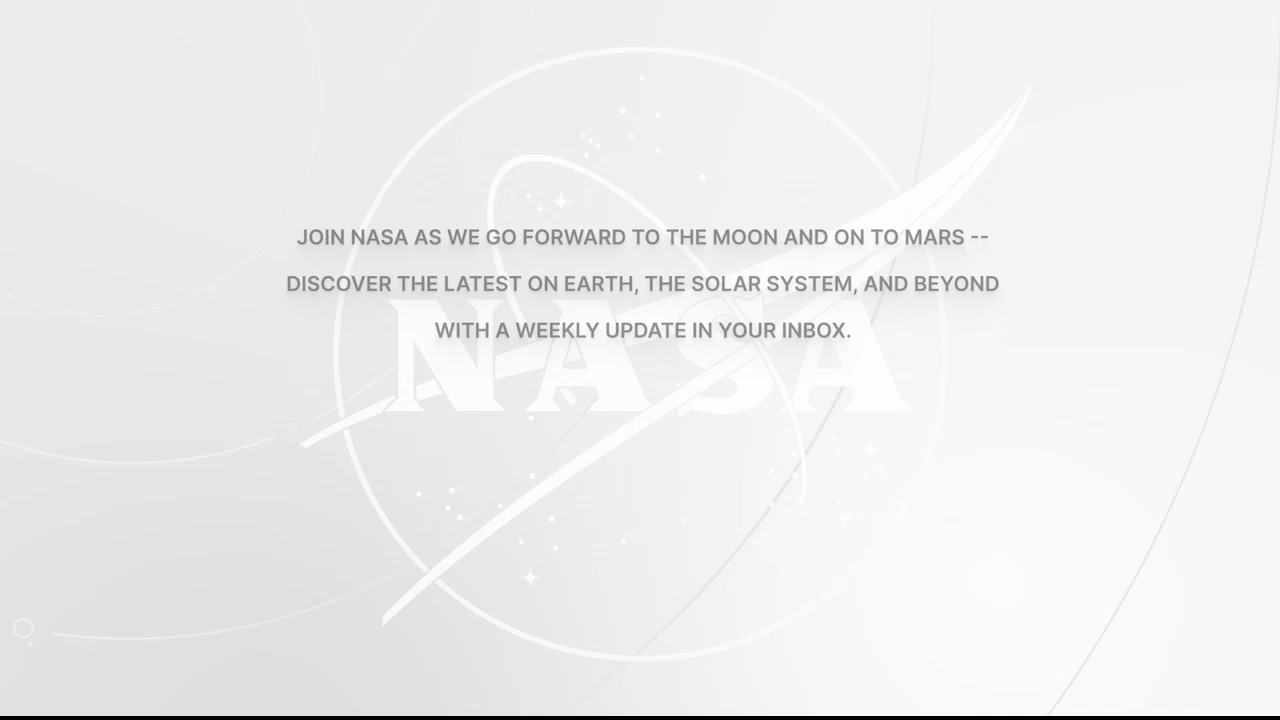 JOIN NASA AS WE GO FORWARD TO THE MOON AND ON TO MARS --
DISCOVER THE LATEST ON EARTH, THE SOLAR SYSTEM, AND BEYOND
WITH A WEEKLY UPDATE IN YOUR INBOX.
NASA